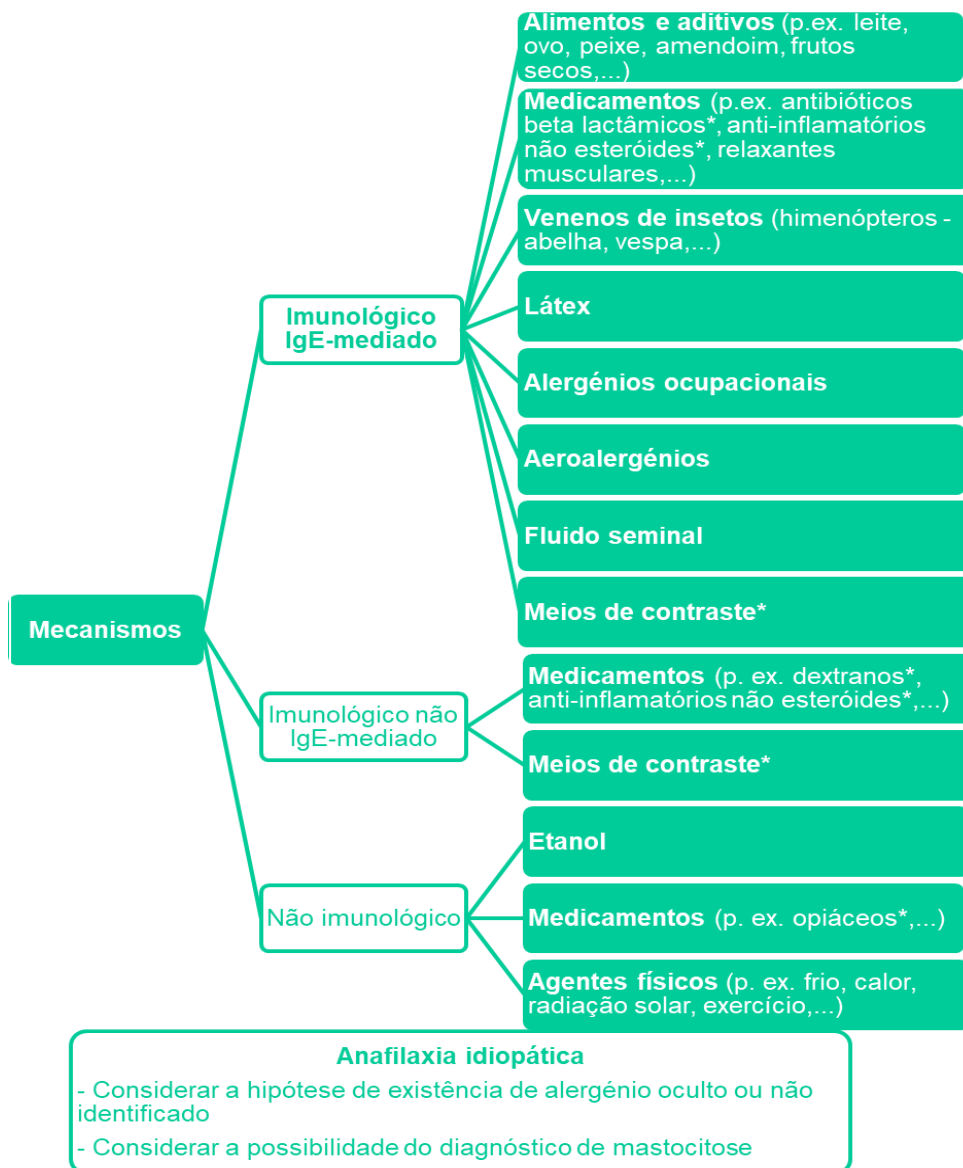 Alimentos e aditivos (p.ex. leite,
ovo, peixe, amendoim, frutos
secos,...)
Medicamentos (p.ex. antibióticos
beta lactâmicos*, anti-inflamatórios
não esteróides*, relaxantes
musculares,...)
Venenos de insetos (himenópteros -
abelha, vespa,...)
Imunológico
IgE-mediado
Látex
Alergénios ocupacionais
Aeroalergénios
Fluido seminal
Meios de contraste*
Mecanismos
Imunológico não
IgE-mediado
Medicamentos (p. ex. dextranos*,
anti-inflamatórios não esteróides*,...)
Meios de contraste*
Não imunológico
Etanol
Medicamentos (p. ex. opiáceos*,...)
Agentes físicos (p. ex. frio, calor,
radiação solar, exercício,...)
Anafilaxia idiopática
- Considerar a hipótese de existência de alergénio oculto ou não
identificado
- Considerar a possibilidade do diagnóstico de mastocitose